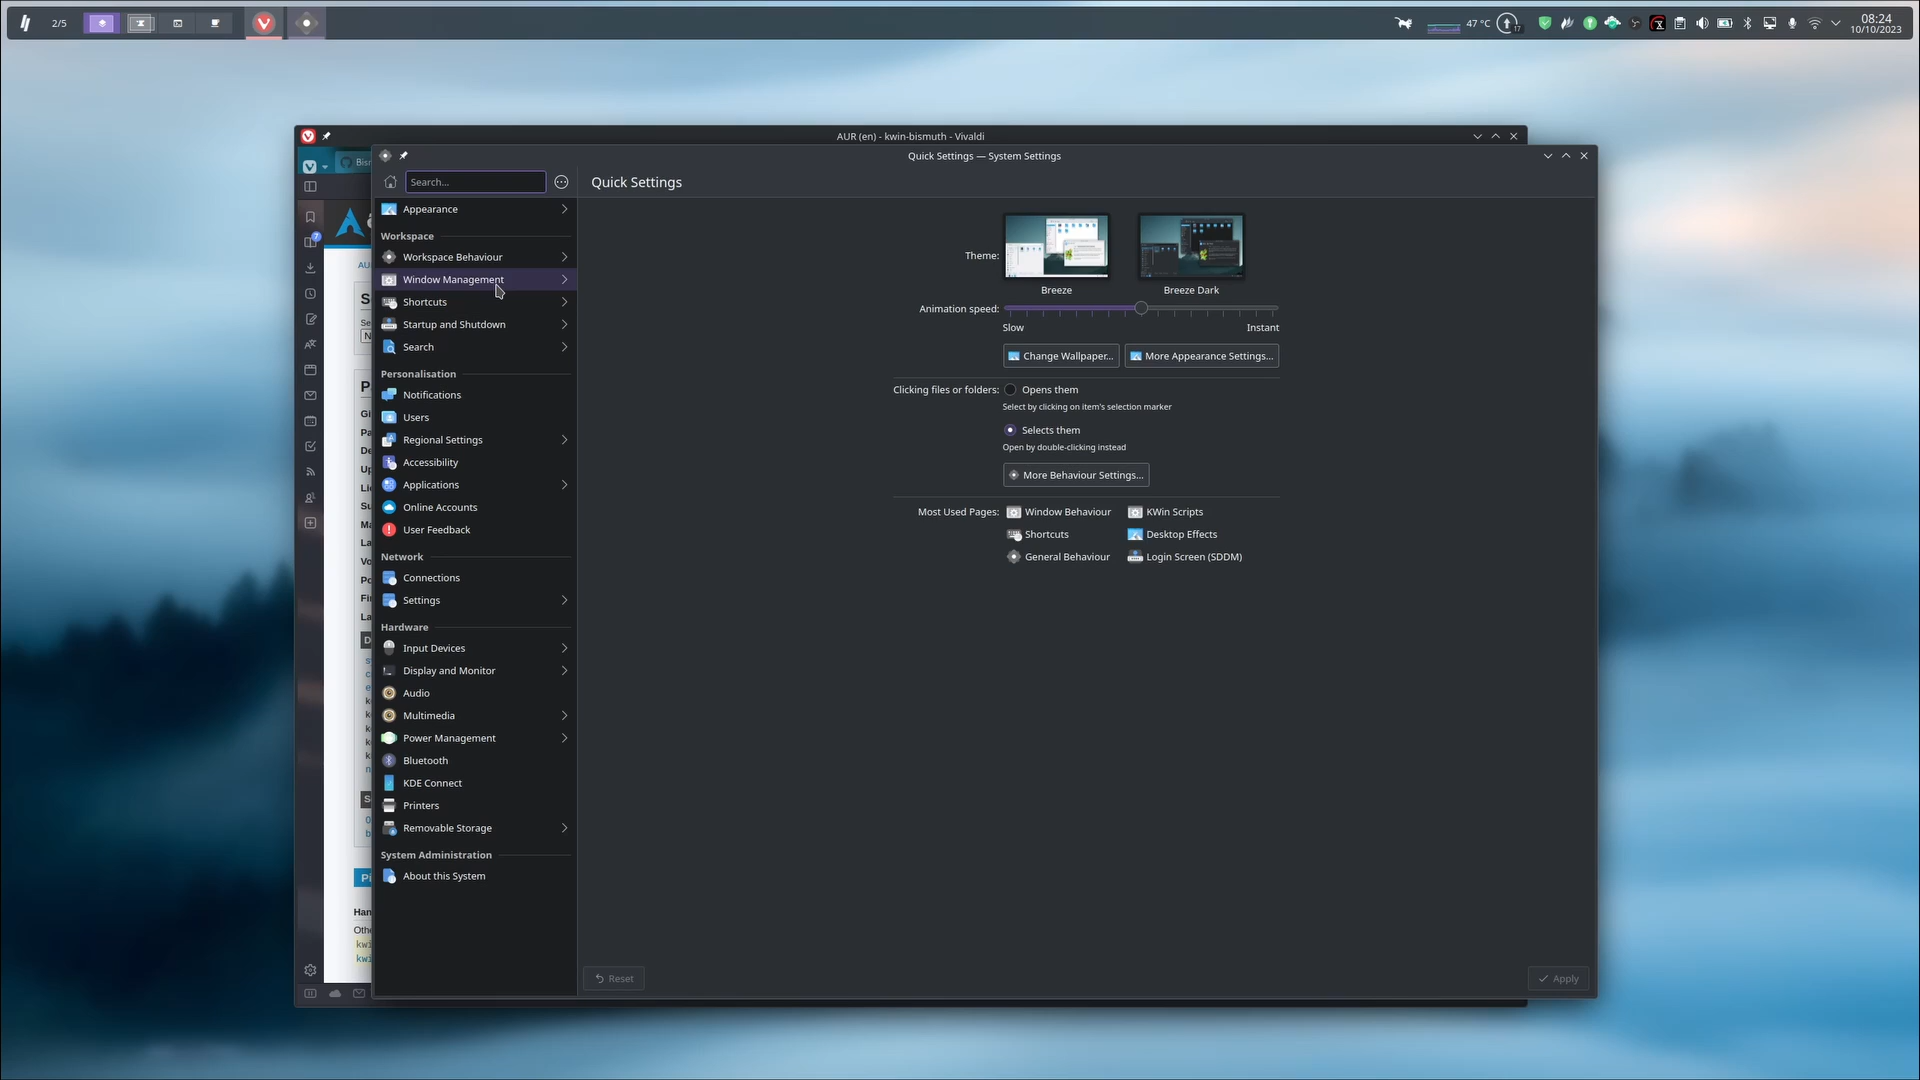 2/5
47 °C
17
08:24
10/10/2023
AUR (en) - kwin-bismuth - Vivaldi
Quick Settings — System Settings
Search...
Quick Settings
Appearance
Workspace
Workspace Behaviour
Window Management
Shortcuts
Startup and Shutdown
Search
Personalisation
Notifications
Users
Regional Settings
Accessibility
Applications
Online Accounts
User Feedback
Network
Connections
Settings
Hardware
Input Devices
Display and Monitor
Audio
Multimedia
Power Management
Bluetooth
KDE Connect
Printers
Removable Storage
System Administration
About this System
Theme:
Breeze
Breeze Dark
Animation speed:
Slow
Instant
Change Wallpaper...
More Appearance Settings...
Clicking files or folders:
Opens them
Select by clicking on item's selection marker
Selects them
Open by double-clicking instead
More Behaviour Settings...
Most Used Pages:
Window Behaviour
KWin Scripts
Shortcuts
Desktop Effects
General Behaviour
Login Screen (SDDM)
Reset
Apply
7